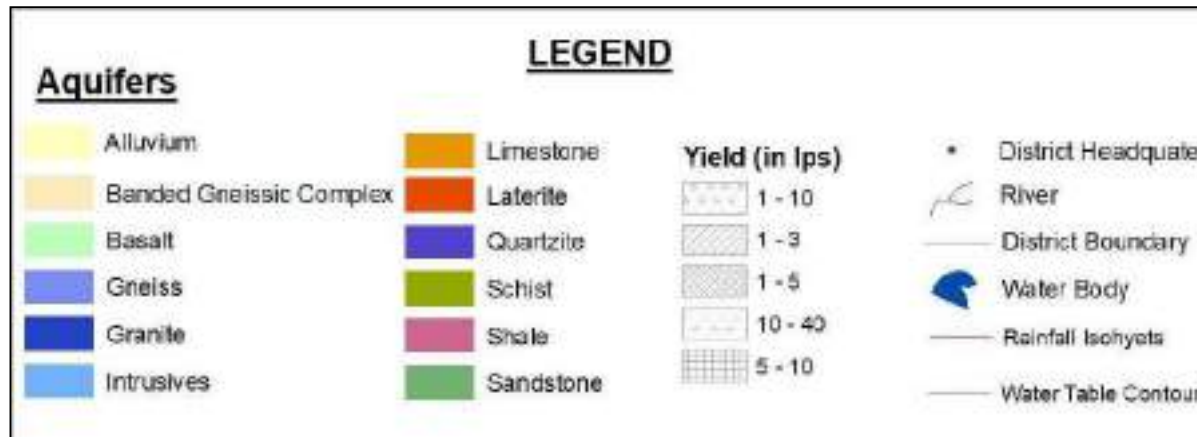 LEGEND
Aquifers
Alluvium
Banded Gneissic Complex
Basalt
Gneiss
Granite
Intrusives
Limestone
Laterite
Quartzite
Schist
Shale
Sandstone
Yield (in lps)
1 - 10
1 - 3
1 - 5
10 - 40
5 - 10
District Headquate
River
District Boundary
Water Body
Rainfall Isohyets
Water Table Contour